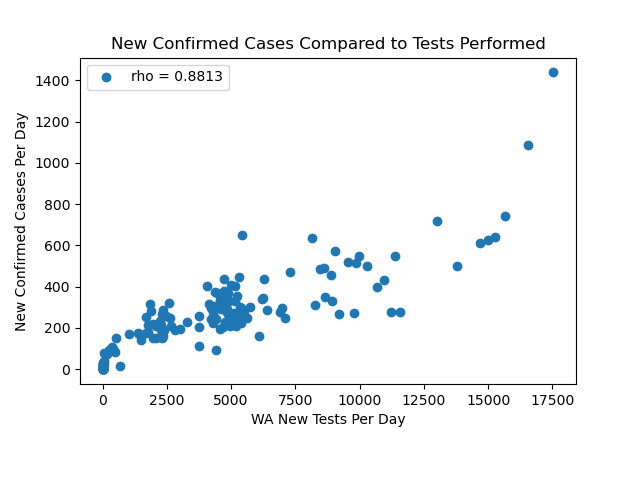 New Confirmed Cases Compared to Tests Performed
rho = 0.8813
New Confirmed Caeses Per Day
1400
1200
1000
800
600
400
200
0
0 2500 5000 7500 10000 12500 15000 17500
WA New Tests Per Day